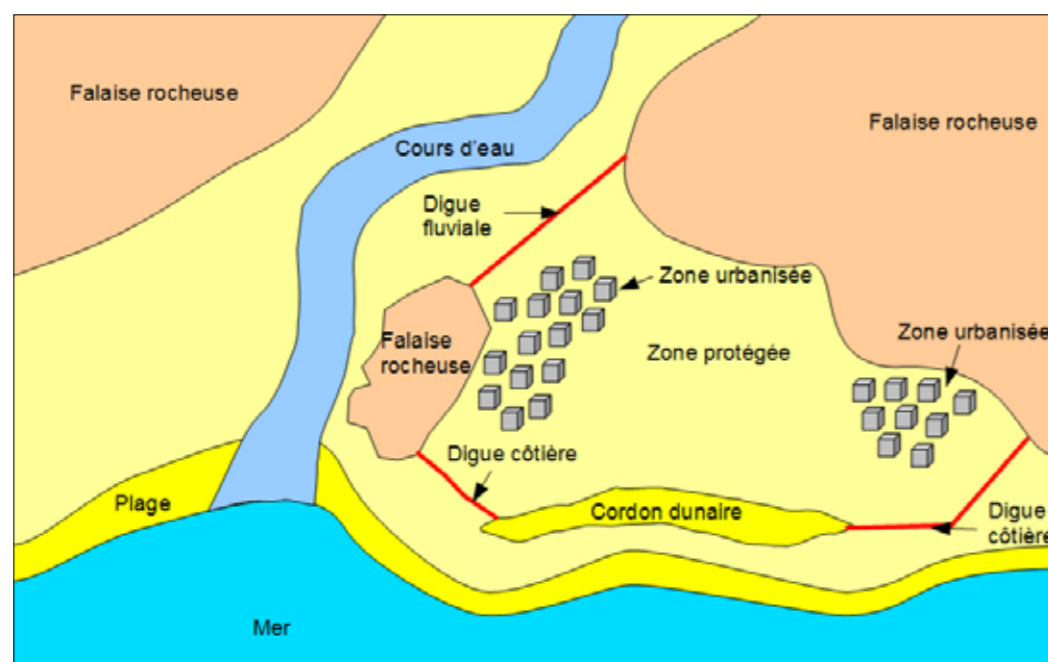 Falaise rocheuse
Falaise rocheuse
Cours d'eau
Digue
fluviale
Zone urbanisée
Zone urbanisée
Falaise
rocheuse
Zone protégée
Digue côtière
Plage
Cordon dunaire
Digue
côtière
Mer